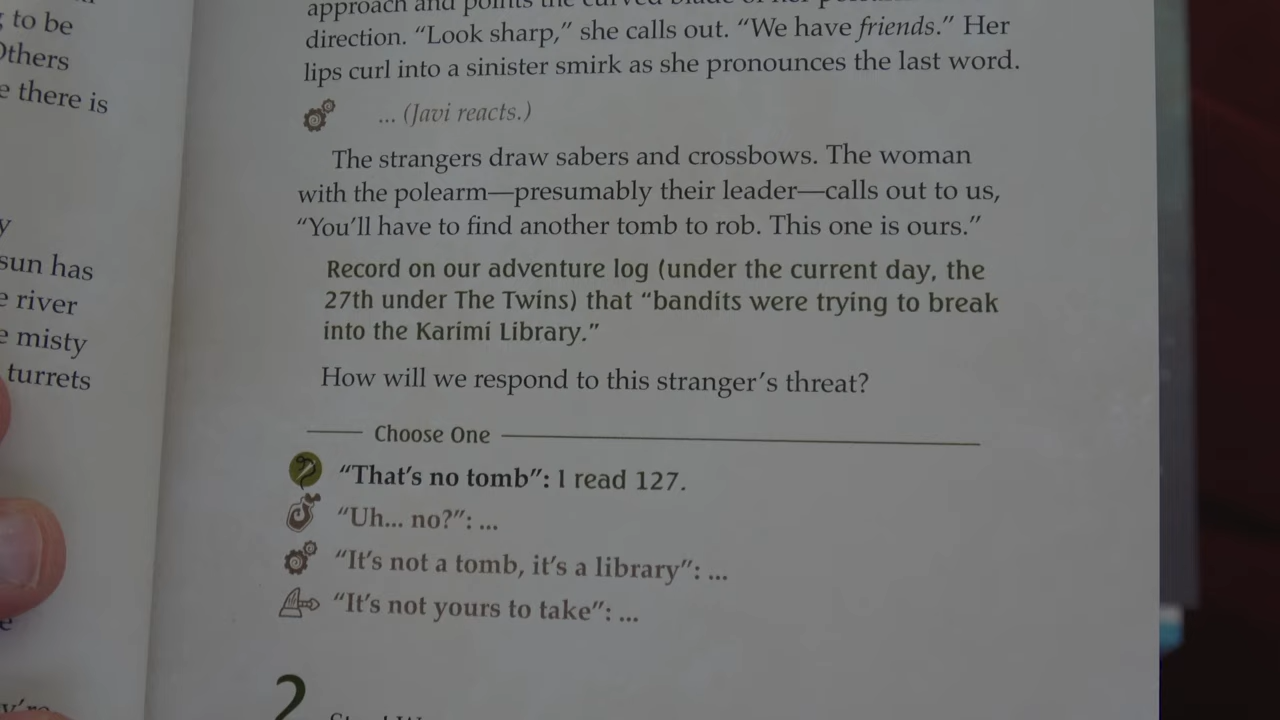 to be
Others
there is
y
sun has
river
misty
turrets
approach and points the curved blade of her
direction. “Look sharp,” she calls out. “We have friends.” Her
lips curl into a sinister smirk as she pronounces the last word.
... (Javi reacts.)
The strangers draw sabers and crossbows. The woman
with the polearm—presumably their leader—calls out to us,
“You’ll have to find another tomb to rob. This one is ours.”
Record on our adventure log (under the current day, the
27th under The Twins) that “bandits were trying to break
into the Karimi Library.”
How will we respond to this stranger’s threat?
Choose One
“That’s no tomb”: I read 127.
“Uh... no?”: ...
“It’s not a tomb, it’s a library”: ...
“It’s not yours to take”: ...
2